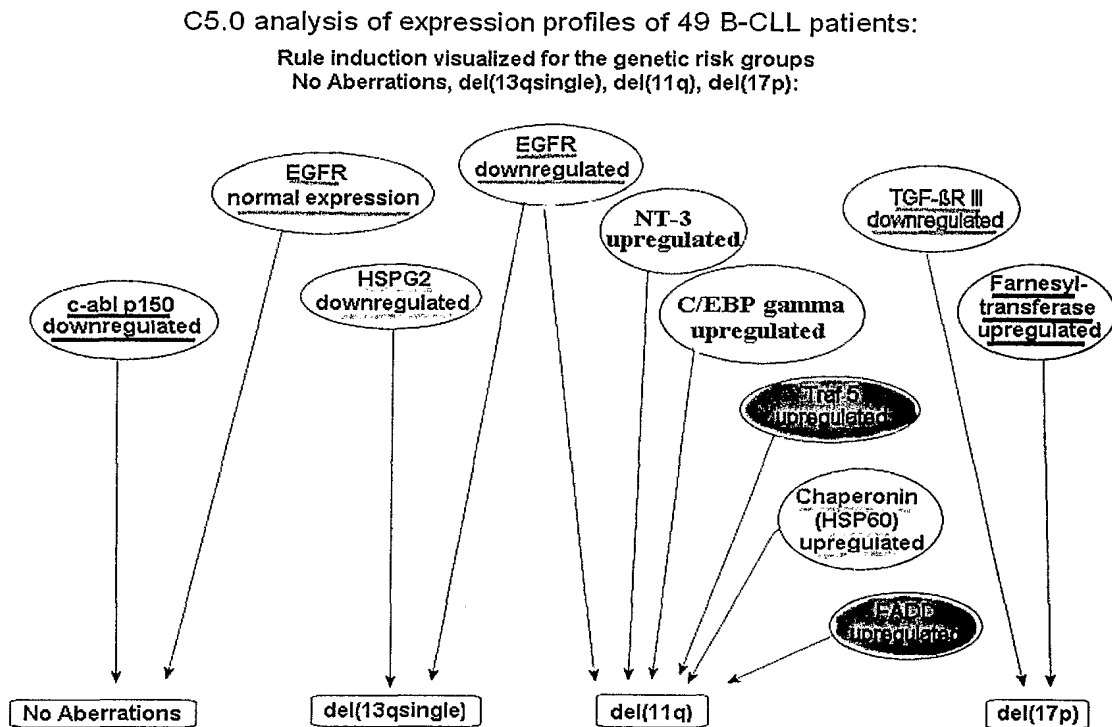 C5.0 analysis of expression profiles of 49 B-CLL patients:
Rule induction visualized for the genetic risk groups
No Aberrations, del(13qsingle), del(11q), del(17p):
EGFR
normal expression
EGFR
downregulated
NT-3
upregulated
TGF-ßR III
downregulated
c-abl p150
downregulated
HSPG2
downregulated
C/EBP gamma
upregulated
Farnesyl-
transferase
upregulated
Traf 5
upregulated
Chaperonin
(HSP60)
upregulated
FADD
upregulated
No Aberrations
del(13qsingle)
del(11q)
del(17p)